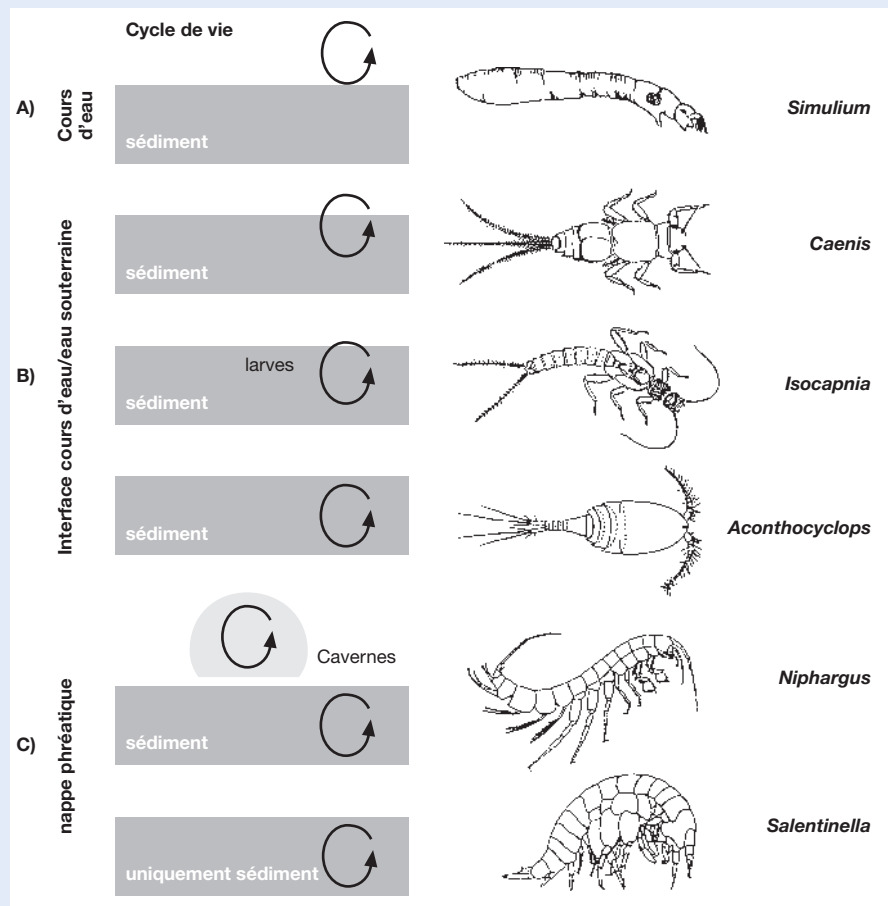 Cycle de vie
A)
Cours
d’eau
sédiment
Simulium
sédiment
Caenis
B)
Interface cours d’eau/eau souterraine
larves
sédiment
Isocapnia
sédiment
Aconthocyclops
Cavernes
Niphargus
C)
nappe phréatique
sédiment
uniquement sédiment
Salentinella